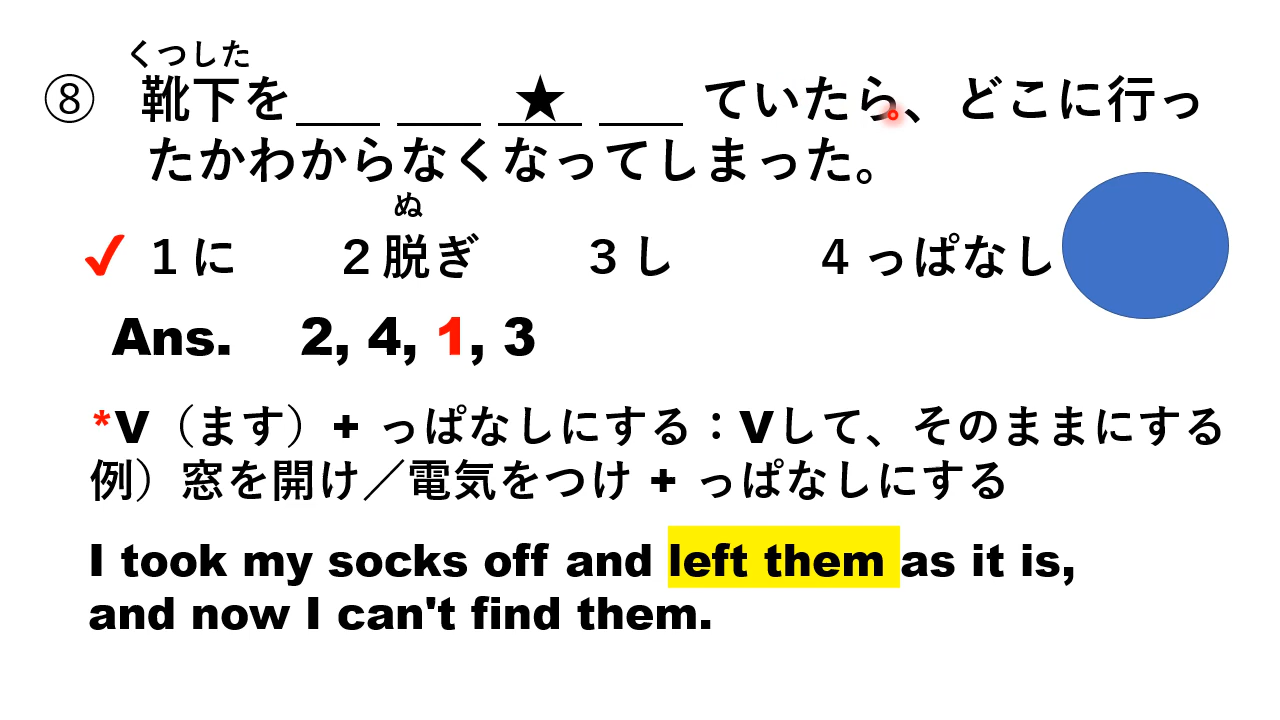 くつした
⑧ 靴下を＿＿ ＿＿ ★ ＿＿ ていたら、どこに行っ
たかわからなくなってしまった。
ぬ
✓ 1 に 2 脱ぎ 3 し 4 っぱなし
Ans. 2, 4, 1, 3
*V（ます）+ っぱなしにする：Vして、そのままにする
例）窓を開け／電気をつけ + っぱなしにする
I took my socks off and left them as it is,
and now I can't find them.